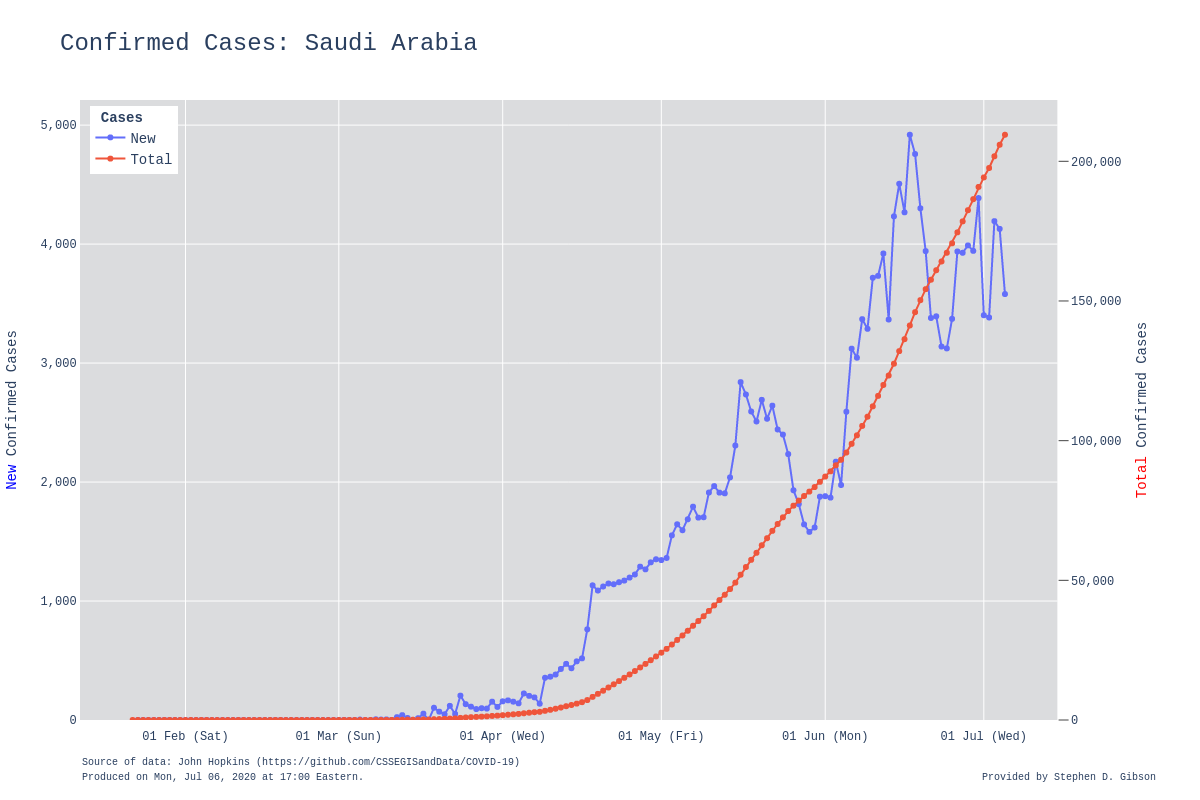 Confirmed Cases: Saudi Arabia
Cases
New
Total
5,000
4,000
3,000
2,000
1,000
0
New Confirmed Cases
200,000
150,000
100,000
50,000
0
Total Confirmed Cases
01 Feb (Sat)
01 Mar (Sun)
01 Apr (Wed)
01 May (Fri)
01 Jun (Mon)
01 Jul (Wed)
Source of data: John Hopkins (https://github.com/CSSEGISandData/COVID-19)
Produced on Mon, Jul 06, 2020 at 17:00 Eastern.
Provided by Stephen D. Gibson